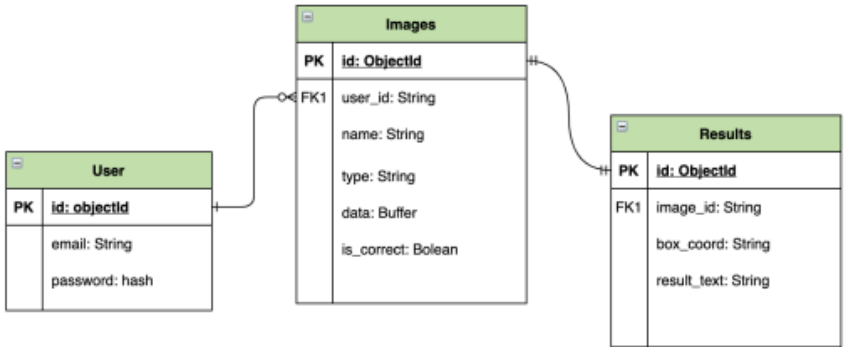 Images
PK id: ObjectId
FK1 user_id: String
name: String
type: String
data: Buffer
is_correct: Bolean
User
PK id: objectId
email: String
password: hash
Results
PK id: ObjectId
FK1 image_id: String
box_coord: String
result_text: String